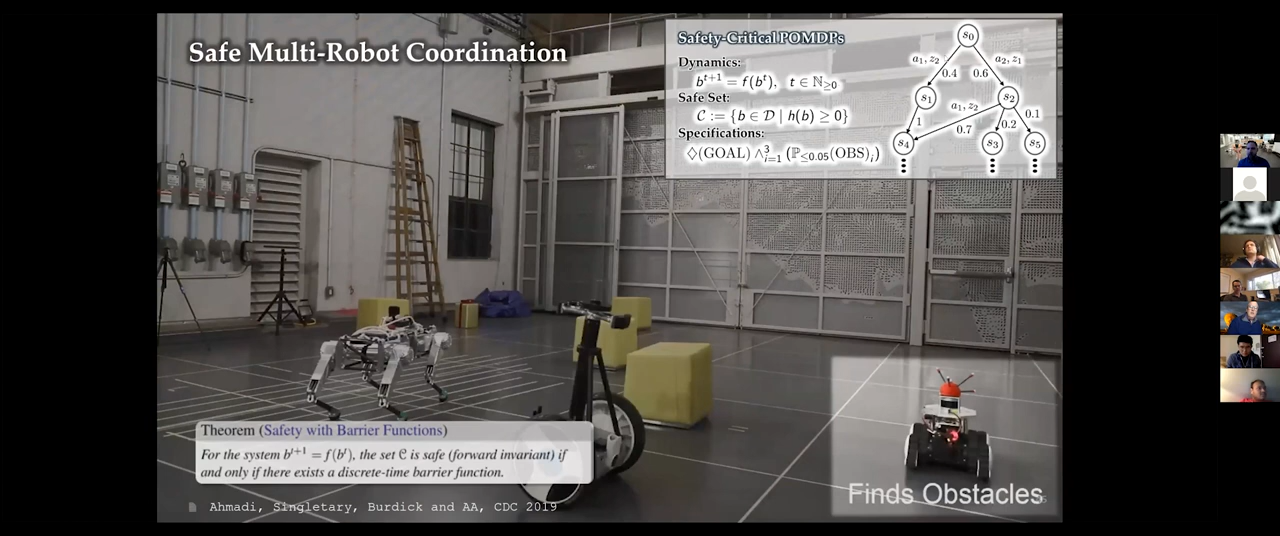 Safe Multi-Robot Coordination
Safety-Critical POMDPs
Dynamics:
b^{t+1} = f(b^t), t ∈ ℕ_{≥0}
Safe Set:
𝒞 := {b ∈ 𝒟 | h(b) ≥ 0}
Specifications:
◇(GOAL) ∧_{i=1}^{3} (ℙ_{≤0.05}(OBS)_i)
s₀
a₁, z₂ 0.4 0.6 a₂, z₁
s₁ a₁, z₂ s₂
1 0.7 0.2 0.1
s₄ s₃ s₅
Theorem (Safety with Barrier Functions)
For the system b^{t+1} = f(b^t), the set 𝒞 is safe (forward invariant) if
and only if there exists a discrete-time barrier function.
Finds Obstacles
Ahmadi, Singletary, Burdick and AA, CDC 2019